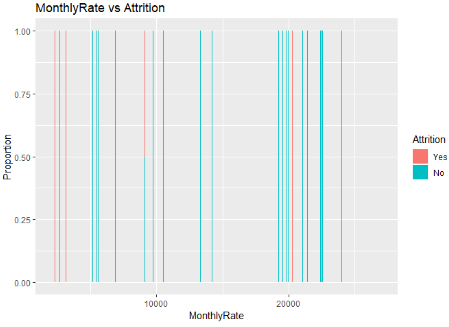 MonthlyRate vs Attrition
1.00
0.75
0.50
0.25
0.00
Proportion
10000
20000
MonthlyRate
Attrition
Yes
No